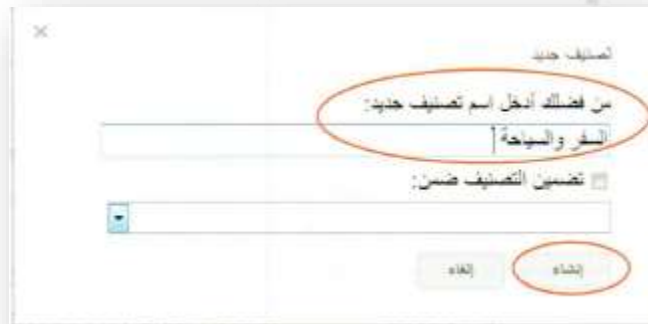 تصنيف جديد
من فضلك أدخل اسم تصنيف جديد:
السفر والسياحة
تضمين التصنيف ضمن:
إنشاء
إلغاء